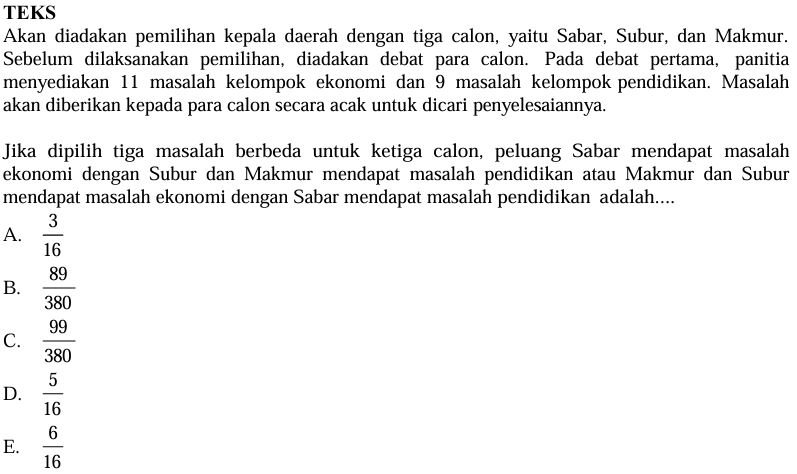 TEKS
Akan diadakan pemilihan kepala daerah dengan tiga calon, yaitu Sabar, Subur, dan Makmur.
Sebelum dilaksanakan pemilihan, diadakan debat para calon. Pada debat pertama, panitia
menyediakan 11 masalah kelompok ekonomi dan 9 masalah kelompok pendidikan. Masalah
akan diberikan kepada para calon secara acak untuk dicari penyelesaiannya.
Jika dipilih tiga masalah berbeda untuk ketiga calon, peluang Sabar mendapat masalah
ekonomi dengan Subur dan Makmur mendapat masalah pendidikan atau Makmur dan Subur
mendapat masalah ekonomi dengan Sabar mendapat masalah pendidikan adalah....
A. 3/16
B. 89/380
C. 99/380
D. 5/16
E. 6/16